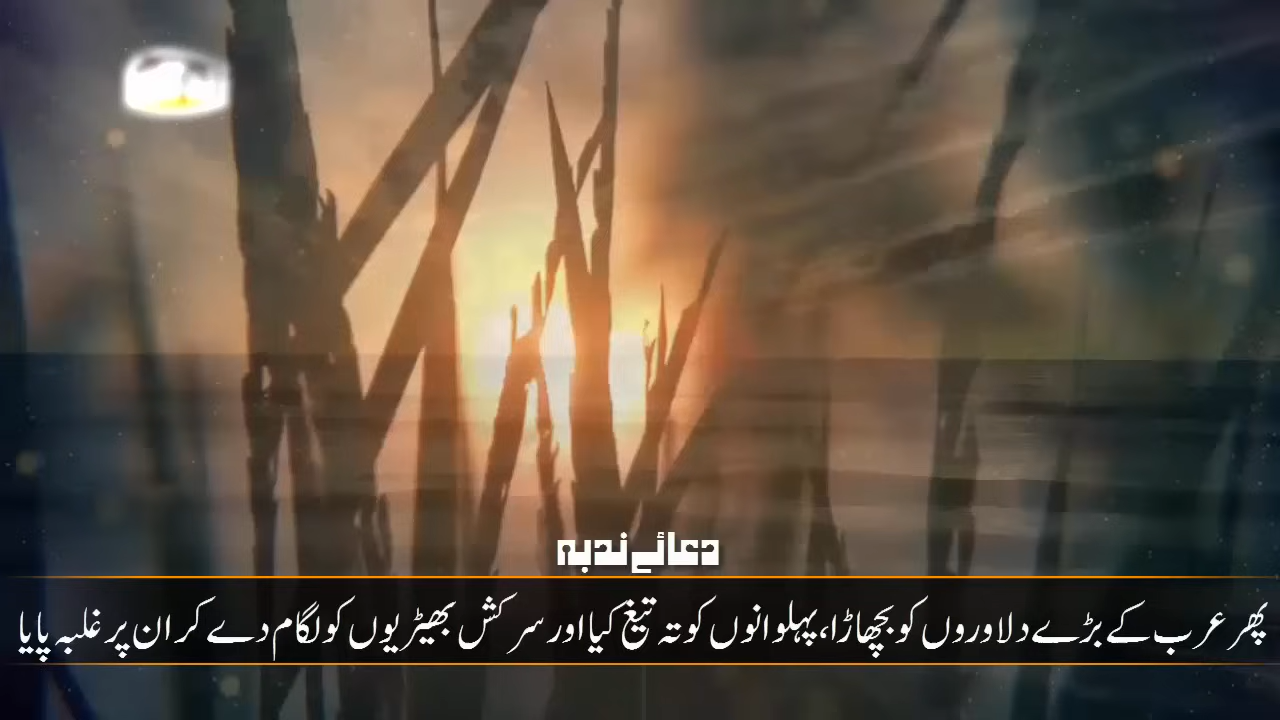 دعائے ندبہ
پھر عرب کے بڑے دلاوروں کو بچھاڑا، پہلوانوں کو تہ تیغ کیا اور سرکش بھیڑیوں کو لگام دے کر ان پر غلبہ پایا